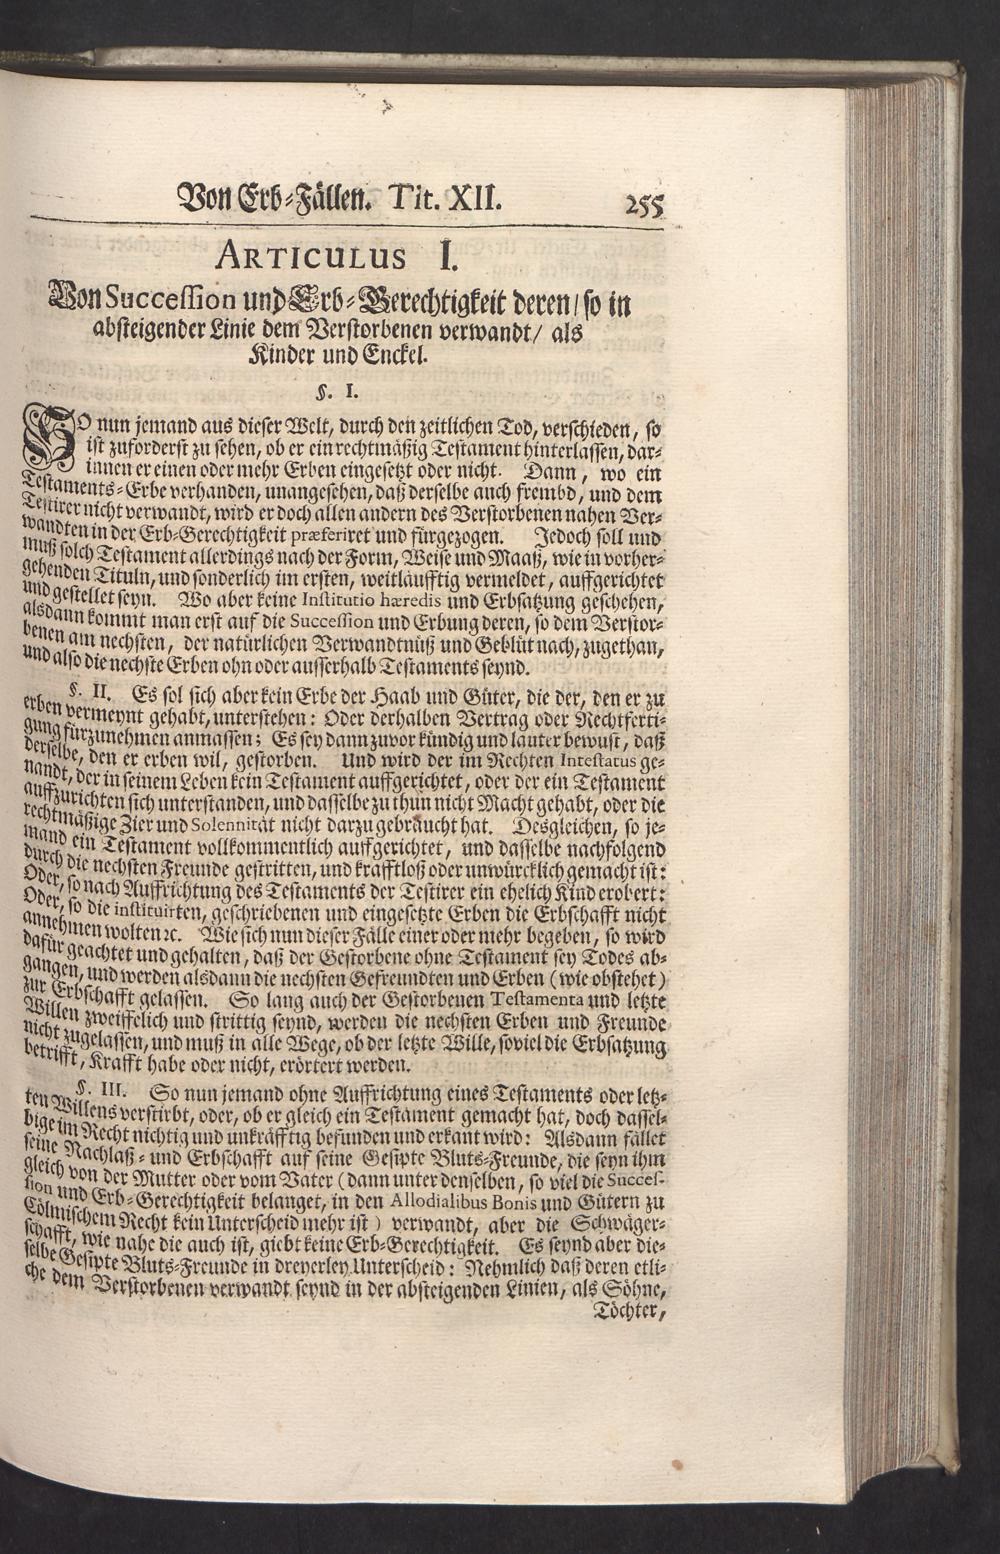 Von Erb-Fällen. Tit. XII. 255
ARTICULUS I.
Von Succession und Erb-Gerechtigkeit deren/ so in
absteigender Linie dem Verstorbenen verwandt/ als
Kinder und Enckel.
§. I.
SO nun jemand aus dieser Welt, durch den zeitlichen Tod, verschieden, so
ist zuforderst zu sehen, ob er ein rechtmäßig Testament hinterlassen, dar-
innen er einen oder mehr Erben eingesetzt oder nicht. Dann, wo ein
Testaments-Erbe verhanden, unangesehen, daß derselbe auch frembd, und dem
Testirer nicht verwandt, wird er doch allen andern des Verstorbenen nahen Ver-
wandten in der Erb-Gerechtigkeit præferiret und fürgezogen. Jedoch soll und
muß solch Testament allerdings nach der Form, Weise und Maaß, wie in vorher-
gehenden Tituln, und sonderlich im ersten, weitläufftig vermeldet, auffgerichtet
und gestellet seyn. Wo aber keine Institutio hæredis und Erbsatzung geschehen,
alsdann kommt man erst auf die Succession und Erbung deren, so dem Verstor-
benen am nechsten, der natürlichen Verwandtnüß und Geblüt nach, zugethan,
und also die nechste Erben ohn oder ausserhalb Testaments seynd.
§. II. Es sol sich aber kein Erbe der Haab und Güter, die der, den er zu
erben vermeynt gehabt, unterstehen: Oder derhalben Vertrag oder Rechtferti-
gung fürzunehmen anmassen; Es sey dann zuvor kündig und lauter bewust, daß
derselbe, den er erben wil, gestorben. Und wird der im Rechten Intestatus ge-
nandt, der in seinem Leben kein Testament auffgerichtet, oder der ein Testament
auffzurichten sich unterstanden, und dasselbe zu thun nicht Macht gehabt, oder die
rechtmäßige Zier und Solennität nicht darzu gebraucht hat. Desgleichen, so je-
mand ein Testament vollkommentlich auffgerichtet, und dasselbe nachfolgend
durch die nechsten Freunde gestritten, und krafftloß oder unwürcklich gemacht ist:
Oder, so nach Auffrichtung des Testaments der Testirer ein ehelich Kind erobert:
Oder, so die instituirten, geschriebenen und eingesetzte Erben die Erbschafft nicht
annehmen wolten ꝛc. Wie sich nun dieser Fälle einer oder mehr begeben, so wird
dafür geachtet und gehalten, daß der Gestorbene ohne Testament sey Todes ab-
gangen, und werden alsdann die nechsten Gefreundten und Erben (wie obstehet)
zur Erbschafft gelassen. So lang auch der Gestorbenen Testamenta und letzte
Willen zweiffelich und strittig seynd, werden die nechsten Erben und Freunde
nicht zugelassen, und muß in alle Wege, ob der letzte Wille, soviel die Erbsatzung
betrifft, Krafft habe oder nicht, erörtert werden.
§. III. So nun jemand ohne Auffrichtung eines Testaments oder letz-
ten Willens verstirbt, oder, ob er gleich ein Testament gemacht hat, doch dassel-
bige im Recht nichtig und unkräfftig befunden und erkant wird: Alsdann fället
seine Nachlaß- und Erbschafft auf seine Gesipte Bluts-Freunde, die seyn ihm
gleich von der Mutter oder vom Vater (dann unter denselben, so viel die Succes-
sion und Erb-Gerechtigkeit belanget, in den Allodialibus Bonis und Gütern zu
Cölmischem Recht kein Unterscheid mehr ist) verwandt, aber die Schwäger-
schafft, wie nahe die auch ist, giebt keine Erb-Gerechtigkeit. Es seynd aber die-
selbe Gesipte Bluts-Freunde in dreyerley Unterscheid: Nehmlich daß deren etli-
che dem Verstorbenen verwandt seynd in der absteigenden Linien, als Söhne,
Töchter,